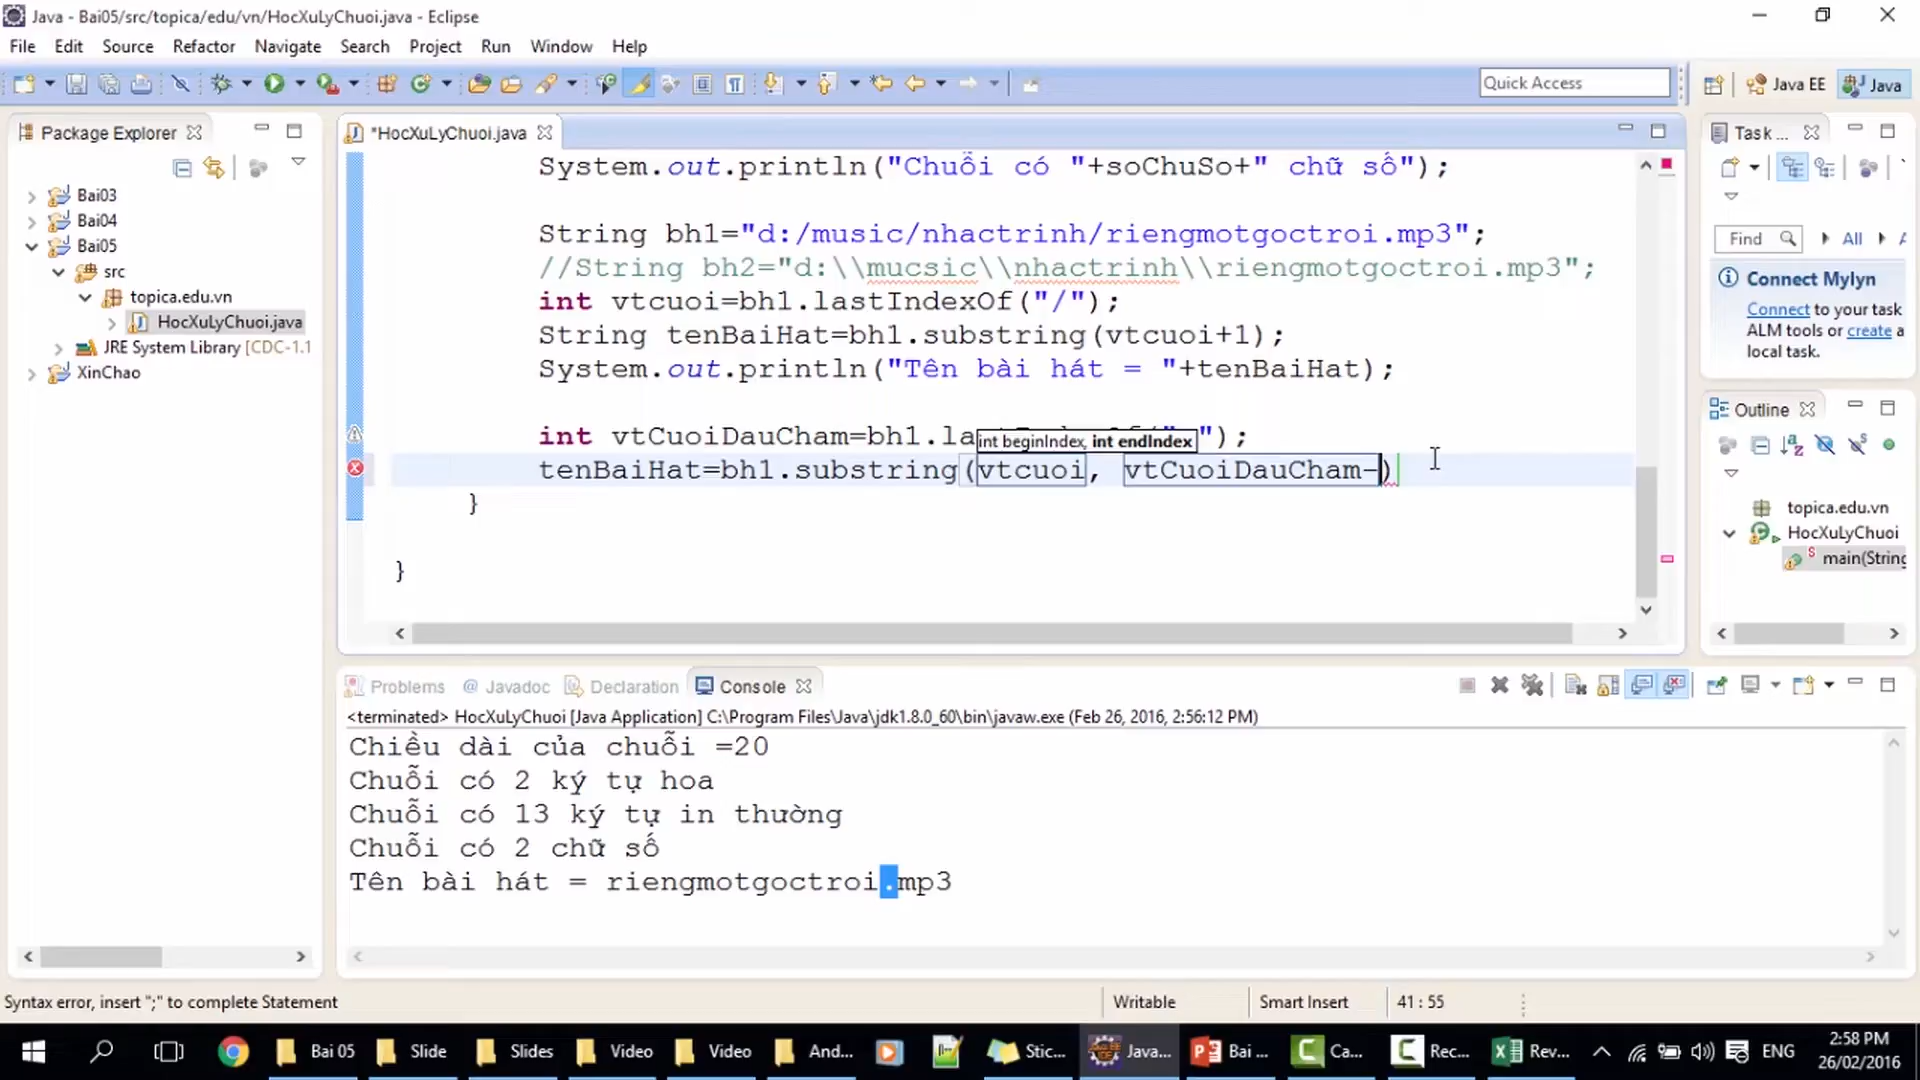 Java - Bai05/src/topica/edu/vn/HocXuLyChuoi.java - Eclipse
File Edit Source Refactor Navigate Search Project Run Window Help
Quick Access
Java EE
Java
Package Explorer
Bai03
Bai04
Bai05
src
topica.edu.vn
HocXuLyChuoi.java
JRE System Library [CDC-1.1
XinChao
*HocXuLyChuoi.java
System.out.println("Chuỗi có "+soChuSo+" chữ số");
String bh1="d:/music/nhactrinh/riengmotgoctroi.mp3";
//String bh2="d:\\mucsic\\nhactrinh\\riengmotgoctroi.mp3";
int vtcuoi=bh1.lastIndexOf("/");
String tenBaiHat=bh1.substring(vtcuoi+1);
System.out.println("Tên bài hát = "+tenBaiHat);
int vtCuoiDauCham=bh1.la ");
int beginIndex, int endIndex
tenBaiHat=bh1.substring(vtcuoi, vtCuoiDauCham-)
}
}
Task ...
Find
All
Connect Mylyn
Connect to your task
ALM tools or create a
local task.
Outline
topica.edu.vn
HocXuLyChuoi
main(String
Problems @ Javadoc Declaration Console
<terminated> HocXuLyChuoi [Java Application] C:\Program Files\Java\jdk1.8.0_60\bin\javaw.exe (Feb 26, 2016, 2:56:12 PM)
Chiều dài của chuỗi =20
Chuỗi có 2 ký tự hoa
Chuỗi có 13 ký tự in thường
Chuỗi có 2 chữ số
Tên bài hát = riengmotgoctroi.mp3
Syntax error, insert ";" to complete Statement
Writable
Smart Insert
41 : 55
Bai 05
Slide
Slides
Video
Video
And...
Stic...
Java...
Bai ...
Ca...
Rec...
Rev...
ENG
2:58 PM
26/02/2016